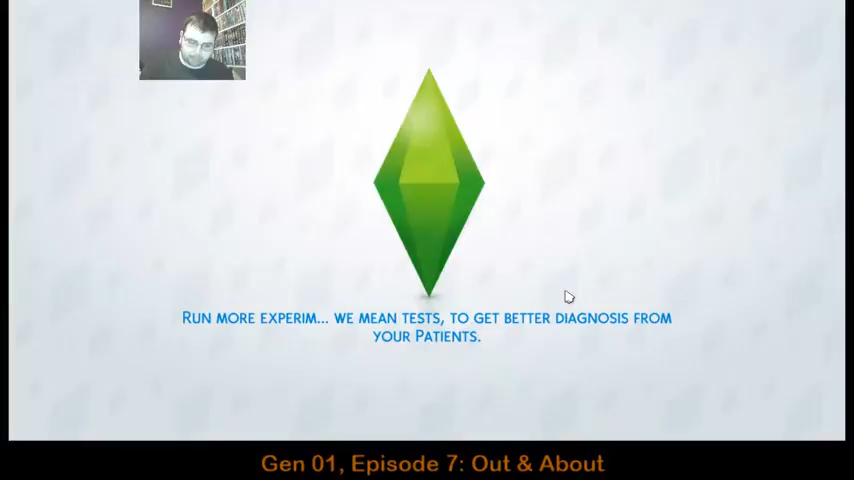 RUN MORE EXPERIM... WE MEAN TESTS, TO GET BETTER DIAGNOSIS FROM
YOUR PATIENTS.
Gen 01, Episode 7: Out & About